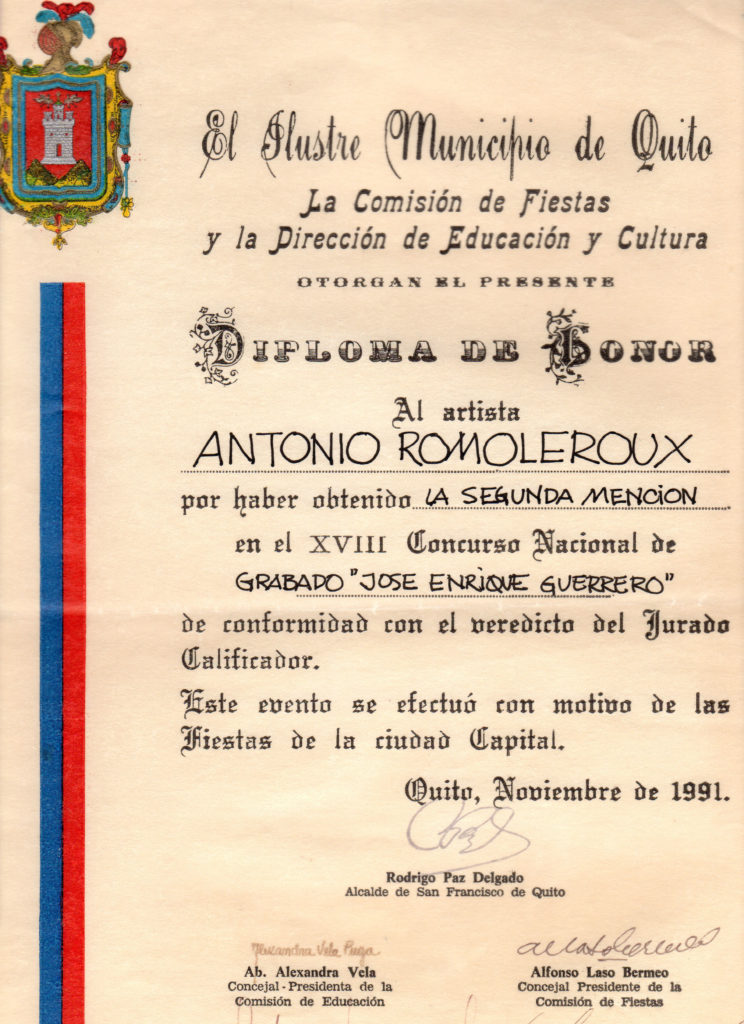 El Ilustre Municipio de Quito
La Comisión de Fiestas
y la Dirección de Educación y Cultura
OTORGAN EL PRESENTE
DIPLOMA DE HONOR
Al artista
ANTONIO ROMOLEROUX
por haber obtenido LA SEGUNDA MENCION
en el XVIII Concurso Nacional de
GRABADO "JOSE ENRIQUE GUERRERO"
de conformidad con el veredicto del Jurado
Calificador.
Este evento se efectuó con motivo de las
Fiestas de la ciudad Capital.
Quito, Noviembre de 1991.
Rodrigo Paz Delgado
Alcalde de San Francisco de Quito
Alexandra Vela Puga
Ab. Alexandra Vela
Concejal - Presidenta de la
Comisión de Educación
Alfonso Laso Bermeo
Concejal Presidente de la
Comisión de Fiestas